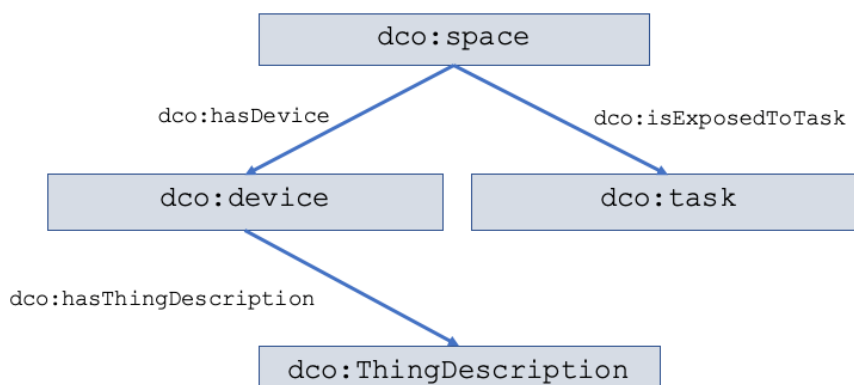 dco:space
dco:hasDevice
dco:isExposedToTask
dco:device
dco:task
dco:hasThingDescription
dco:ThingDescription